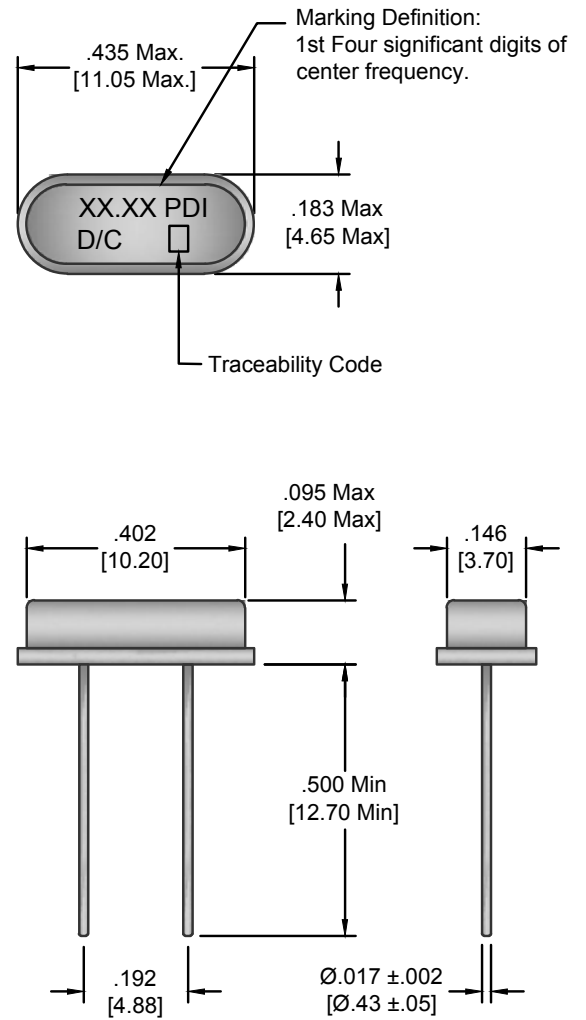 Marking Definition:
1st Four significant digits of
center frequency.
.435 Max.
[11.05 Max.]
XX.XX PDI
D/C
.183 Max
[4.65 Max]
Traceability Code
.095 Max
[2.40 Max]
.402
[10.20]
.146
[3.70]
.500 Min
[12.70 Min]
.192
[4.88]
Ø.017 ±.002
[Ø.43 ±.05]